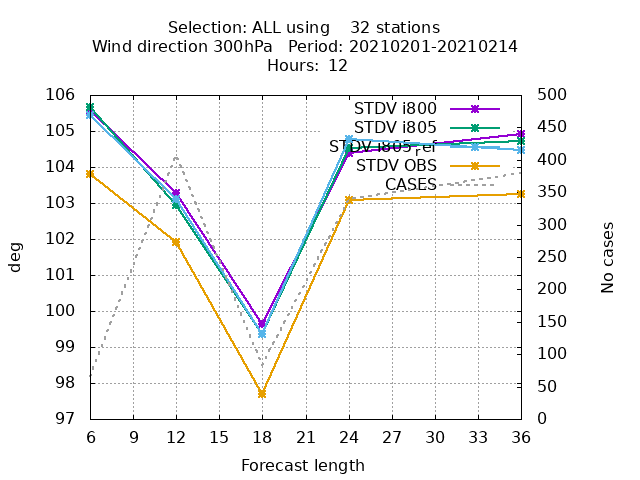 Selection: ALL using    32 stations
Wind direction 300hPa   Period: 20210201-20210214
Hours: 12
106
105
104
103
102
101
100
99
98
97
deg
500
450
400
350
300
250
200
150
100
50
0
No cases
STDV i800
STDV i805
STDV i805_ref
STDV OBS
CASES
6 9 12 15 18 21 24 27 30 33 36
Forecast length